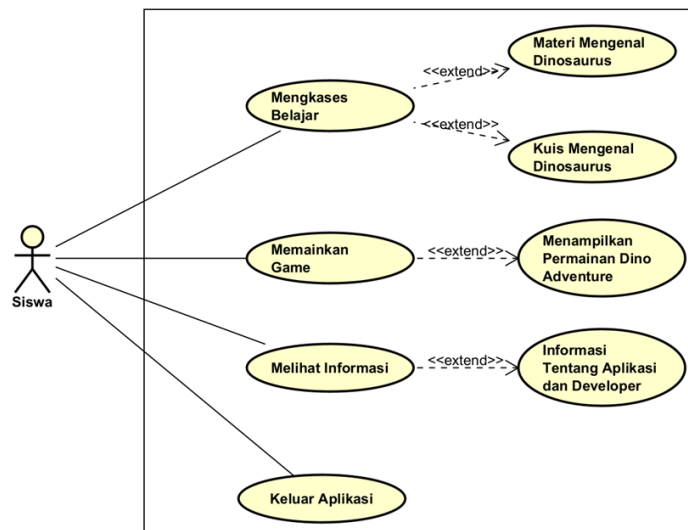 Materi Mengenal
Dinosaurus
<<extend>>
Mengkases
Belajar
<<extend>>
Kuis Mengenal
Dinosaurus
Siswa
Memainkan
Game
<<extend>>
Menampilkan
Permainan Dino
Adventure
Melihat Informasi
<<extend>>
Informasi
Tentang Aplikasi
dan Developer
Keluar Aplikasi